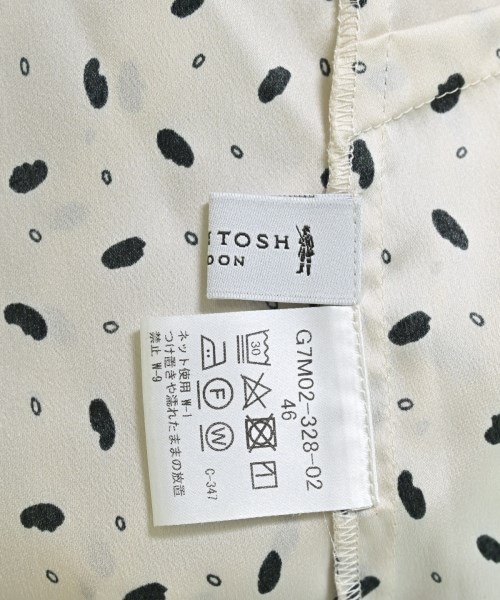 TOSH
DON
G7M02-328-02
46
30
F
W
C-347
ネット使用 W-1
つけ置きや濡れたままの放置
禁止 W-9